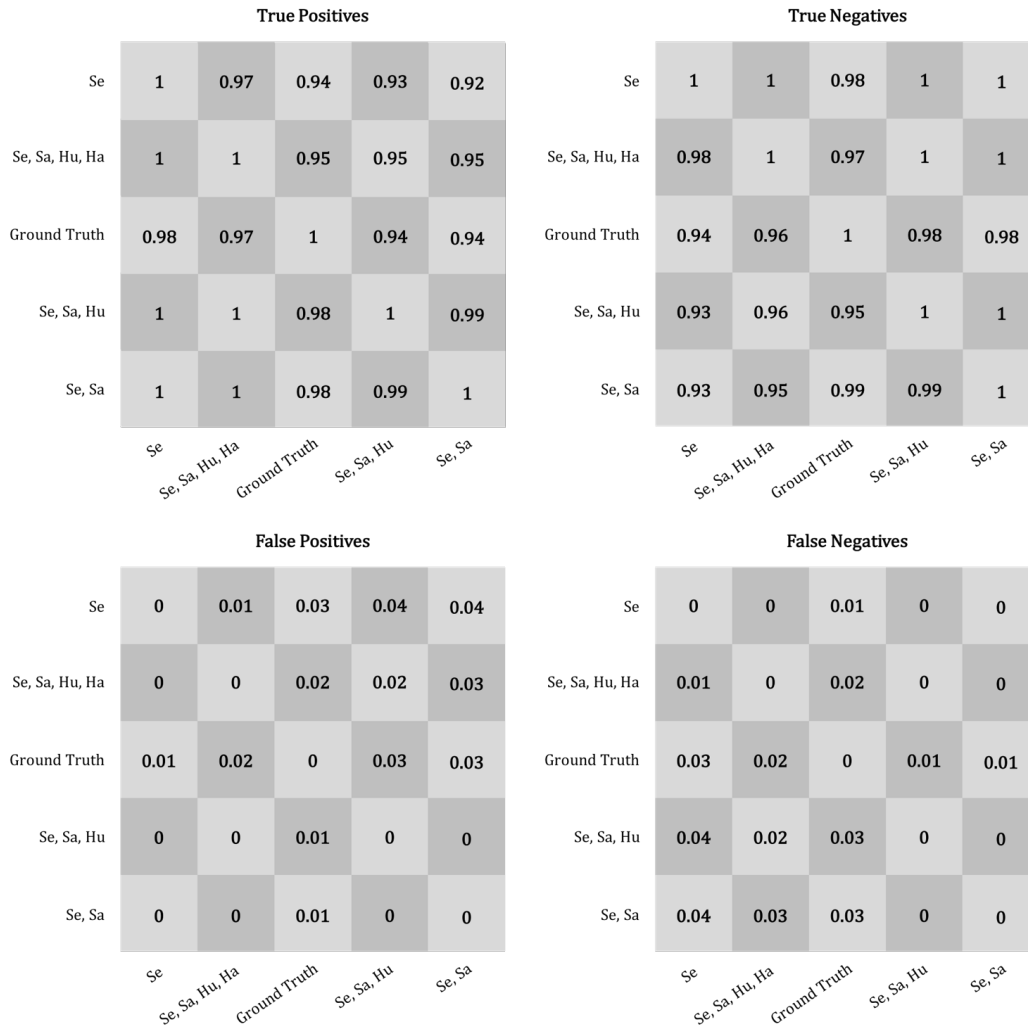 True Positives
True Negatives
Se 1 0.97 0.94 0.93 0.92
Se 1 1 0.98 1 1
Se, Sa, Hu, Ha 1 1 0.95 0.95 0.95
Se, Sa, Hu, Ha 0.98 1 0.97 1 1
Ground Truth 0.98 0.97 1 0.94 0.94
Ground Truth 0.94 0.96 1 0.98 0.98
Se, Sa, Hu 1 1 0.98 1 0.99
Se, Sa, Hu 0.93 0.96 0.95 1 1
Se, Sa 1 1 0.98 0.99 1
Se, Sa 0.93 0.95 0.99 0.99 1
Se Se, Sa, Hu, Ha Ground Truth Se, Sa, Hu Se, Sa
Se Se, Sa, Hu, Ha Ground Truth Se, Sa, Hu Se, Sa
False Positives
False Negatives
Se 0 0.01 0.03 0.04 0.04
Se 0 0 0.01 0 0
Se, Sa, Hu, Ha 0 0 0.02 0.02 0.03
Se, Sa, Hu, Ha 0.01 0 0.02 0 0
Ground Truth 0.01 0.02 0 0.03 0.03
Ground Truth 0.03 0.02 0 0.01 0.01
Se, Sa, Hu 0 0 0.01 0 0
Se, Sa, Hu 0.04 0.02 0.03 0 0
Se, Sa 0 0 0.01 0 0
Se, Sa 0.04 0.03 0.03 0 0
Se Se, Sa, Hu, Ha Ground Truth Se, Sa, Hu Se, Sa
Se Se, Sa, Hu, Ha Ground Truth Se, Sa, Hu Se, Sa